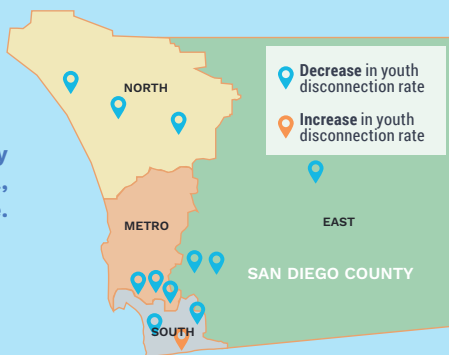 NORTH
Decrease in youth
disconnection rate
Increase in youth
disconnection rate
y
,
.
METRO
EAST
SAN DIEGO COUNTY
SOUTH